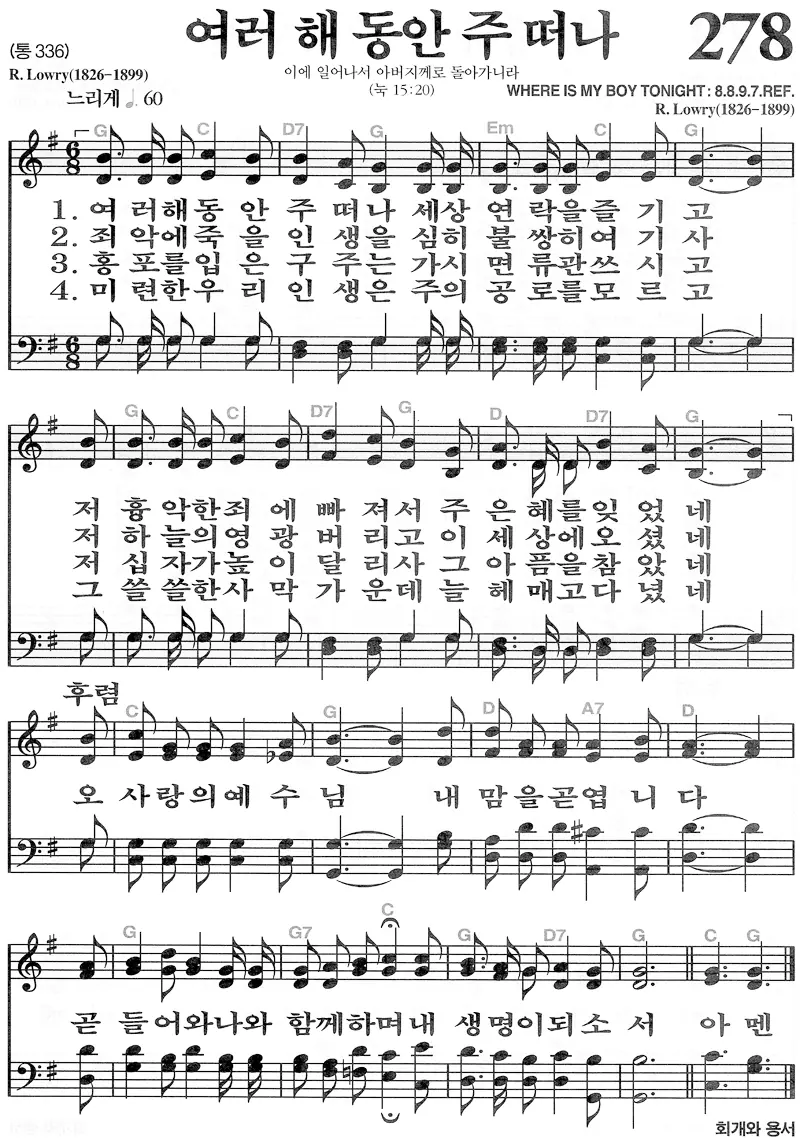 여러 해 동안 주 떠나 278
(통 336)
R. Lowry(1826-1899)
이에 일어나서 아버지께로 돌아가니라
(눅 15:20)
WHERE IS MY BOY TONIGHT : 8.8.9.7.REF.
R. Lowry(1826-1899)
느리게 ♩. 60
G C D7 G Em C G
1. 여 러해동 안 주 떠나 세상 연 락을즐 기 고
2. 죄 악에죽 을 인 생을 심히 불 쌍히여 기 사
3. 홍 포를입 은 구 주는 가시 면 류관쓰 시 고
4. 미 련한우 리 인 생은 주의 공 로를모 르 고
G C D7 G D D7 G
저 흉 악한죄 에 빠 져서 주 은 혜를잊 었 네
저 하 늘의영 광 버 리고 이 세 상에오 셨 네
저 십 자가높 이 달 리사 그 아 픔을참 았 네
그 쓸 쓸한사 막 가 운데 늘 헤 매고다 녔 네
후렴
C G D A7 D
오 사랑의예 수 님 내 맘을곧엽 니 다
C
G G7 G D7 G C G
곧 들어와나와 함께하며내 생명이되소 서 아멘
회개와 용서